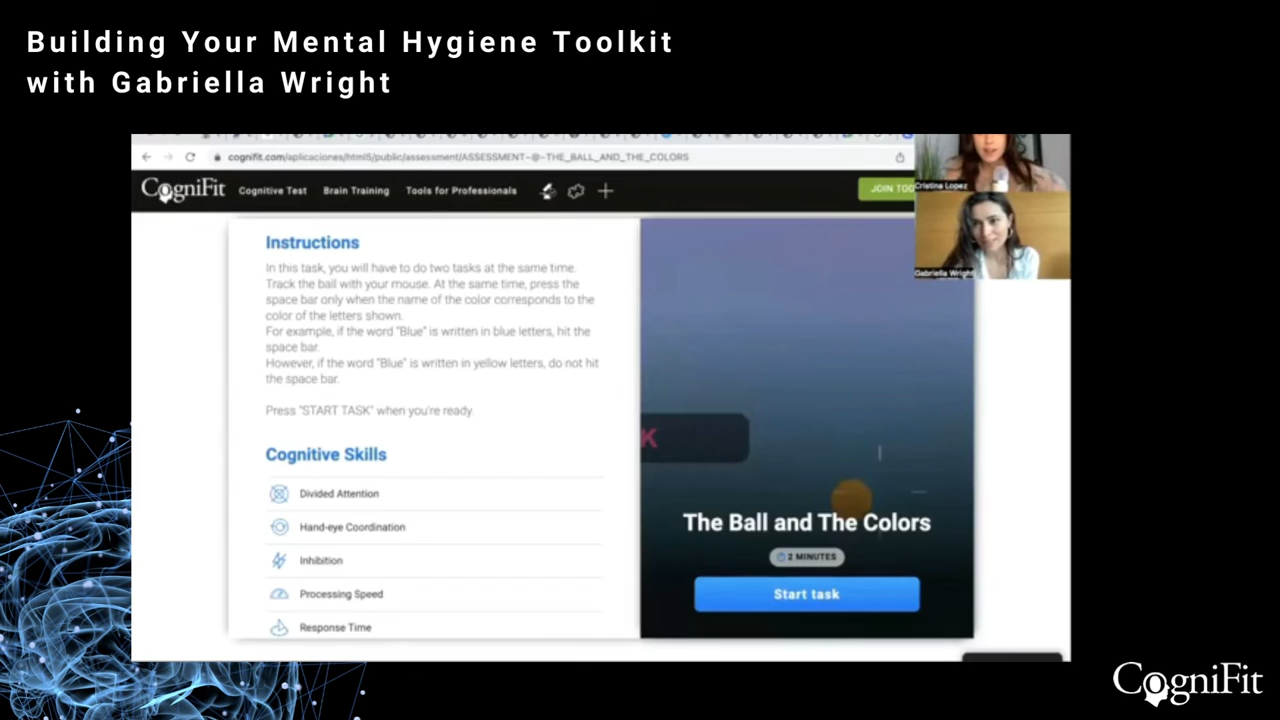 Building Your Mental Hygiene Toolkit
with Gabriella Wright
cognifit.com/aplicaciones/html5/public/assessment/ASSESSMENT-@-THE_BALL_AND_THE_COLORS
CogniFit
Cognitive Test
Brain Training
Tools for Professionals
JOIN TOD
Cristina Lopez
Gabriella Wright
Instructions
In this task, you will have to do two tasks at the same time.
Track the ball with your mouse. At the same time, press the
space bar only when the name of the color corresponds to the
color of the letters shown.
For example, if the word "Blue" is written in blue letters, hit the
space bar.
However, if the word "Blue" is written in yellow letters, do not hit
the space bar.
Press "START TASK" when you're ready.
Cognitive Skills
Divided Attention
Hand-eye Coordination
Inhibition
Processing Speed
Response Time
K
The Ball and The Colors
2 MINUTES
Start task
CogniFit